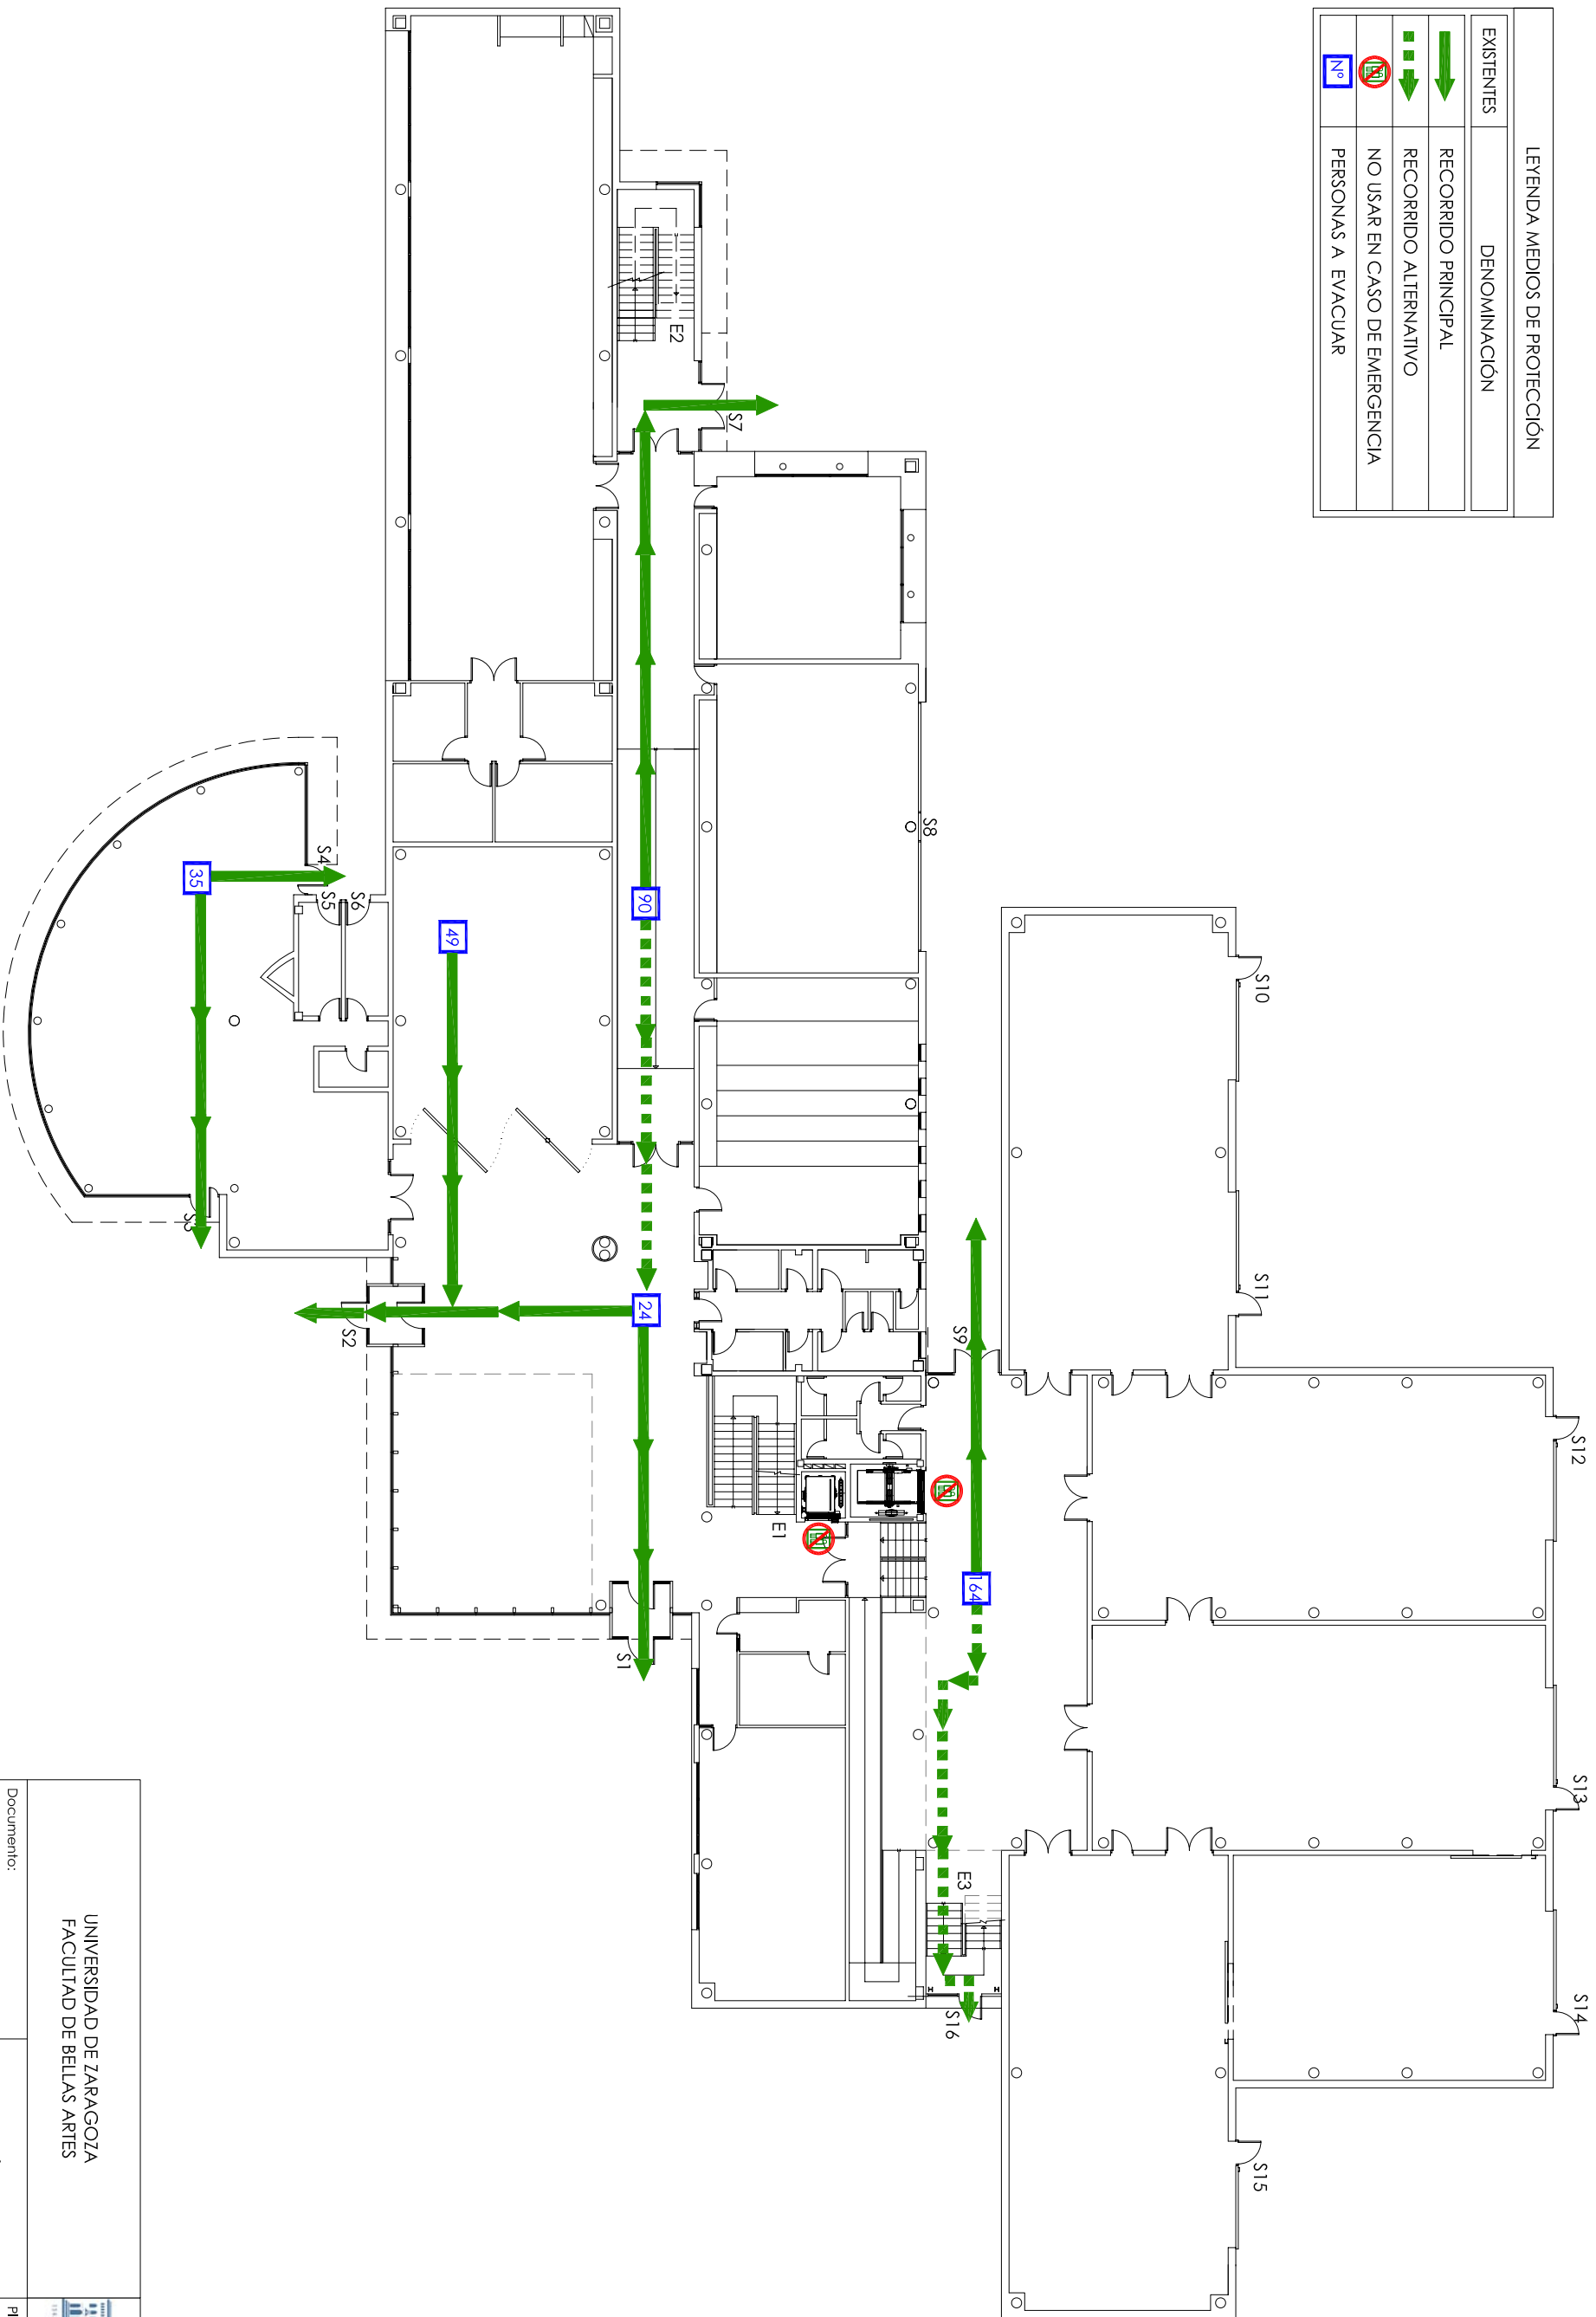 LEYENDA MEDIOS DE PROTECCIÓN
EXISTENTES
DENOMINACIÓN
RECORRIDO PRINCIPAL
RECORRIDO ALTERNATIVO
NO USAR EN CASO DE EMERGENCIA
Nº
PERSONAS A EVACUAR
S12
S13
S14
S10
S11
S15
S9
164
E3
S16
S8
S7
E2
E1
90
24
S1
49
S2
S6
S5
S4
35
S3
UNIVERSIDAD DE ZARAGOZA
FACULTAD DE BELLAS ARTES
Documento: